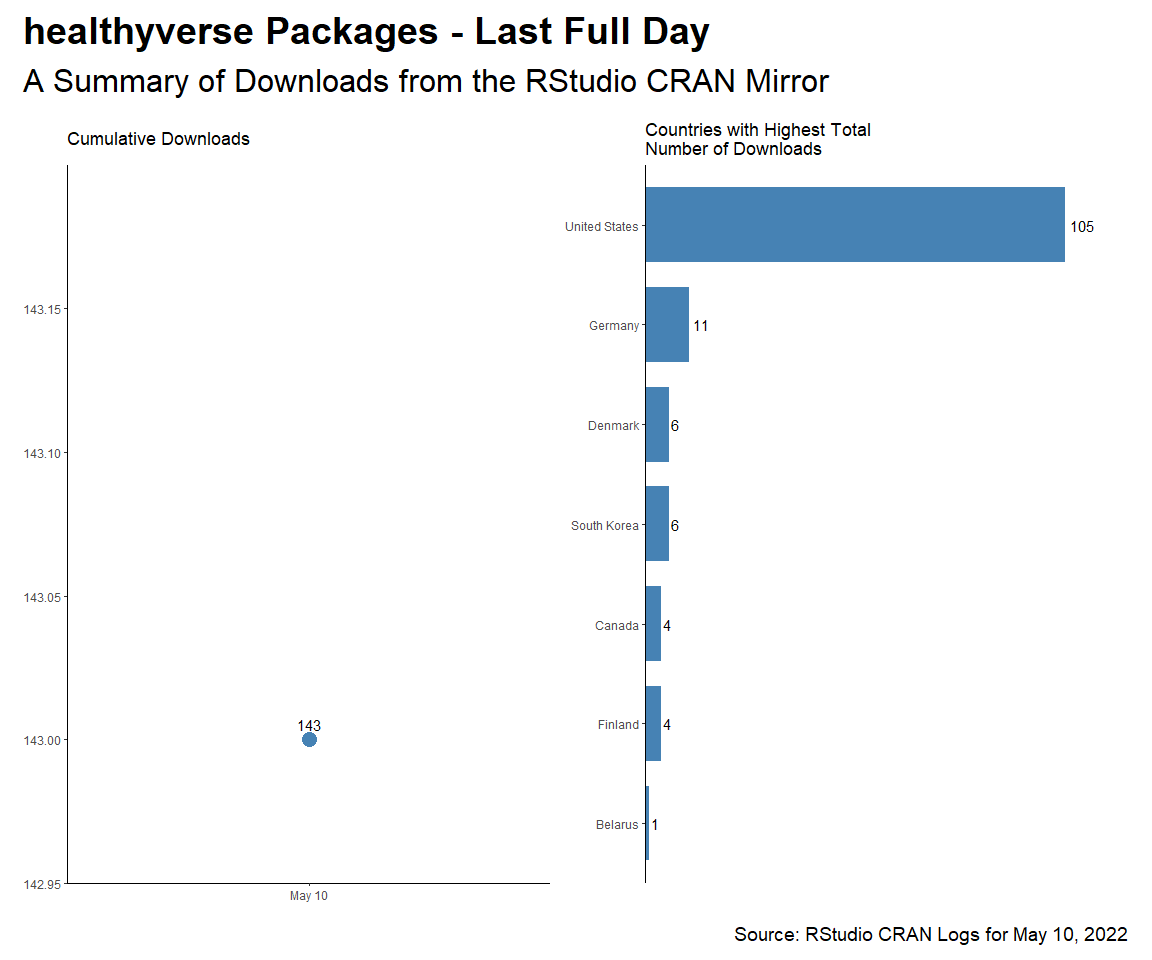 healthyverse Packages - Last Full Day
A Summary of Downloads from the RStudio CRAN Mirror
Cumulative Downloads
143.15
143.10
143.05
143.00
142.95
143
May 10
Countries with Highest Total
Number of Downloads
United States 105
Germany 11
Denmark 6
South Korea 6
Canada 4
Finland 4
Belarus 1
Source: RStudio CRAN Logs for May 10, 2022